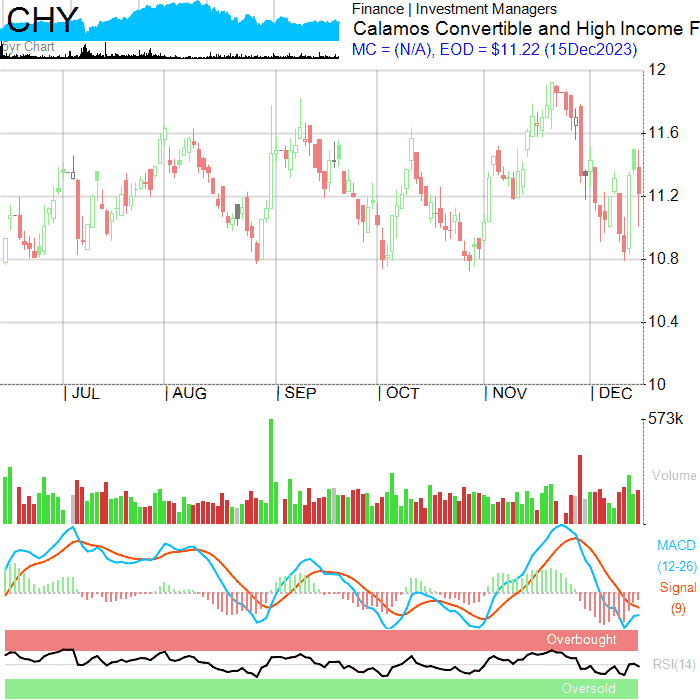 CHY
5yr Chart
Finance | Investment Managers
Calamos Convertible and High Income F
MC = (N/A), EOD = $11.22 (15Dec2023)
12
11.6
11.2
10.8
10.4
10
| JUL | AUG | SEP | OCT | NOV | DEC
573k
Volume
MACD
(12-26)
Signal
(9)
Overbought
RSI(14)
Oversold